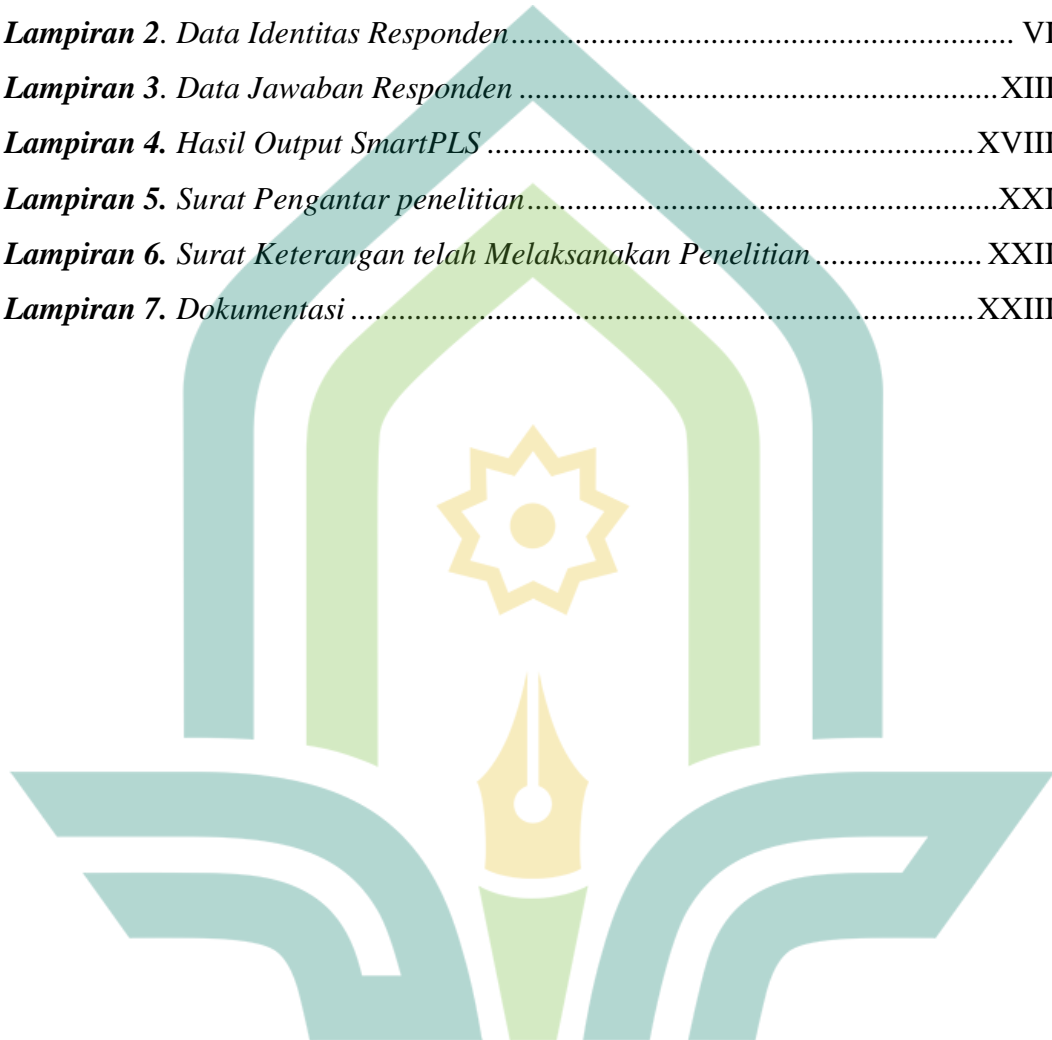 Lampiran 2. Data Identitas Responden ........................................................................ VI
Lampiran 3. Data Jawaban Responden ..................................................................... XIII
Lampiran 4. Hasil Output SmartPLS ....................................................................... XVIII
Lampiran 5. Surat Pengantar penelitian ................................................................... XXI
Lampiran 6. Surat Keterangan telah Melaksanakan Penelitian ........................ XXII
Lampiran 7. Dokumentasi ......................................................................................... XXIII